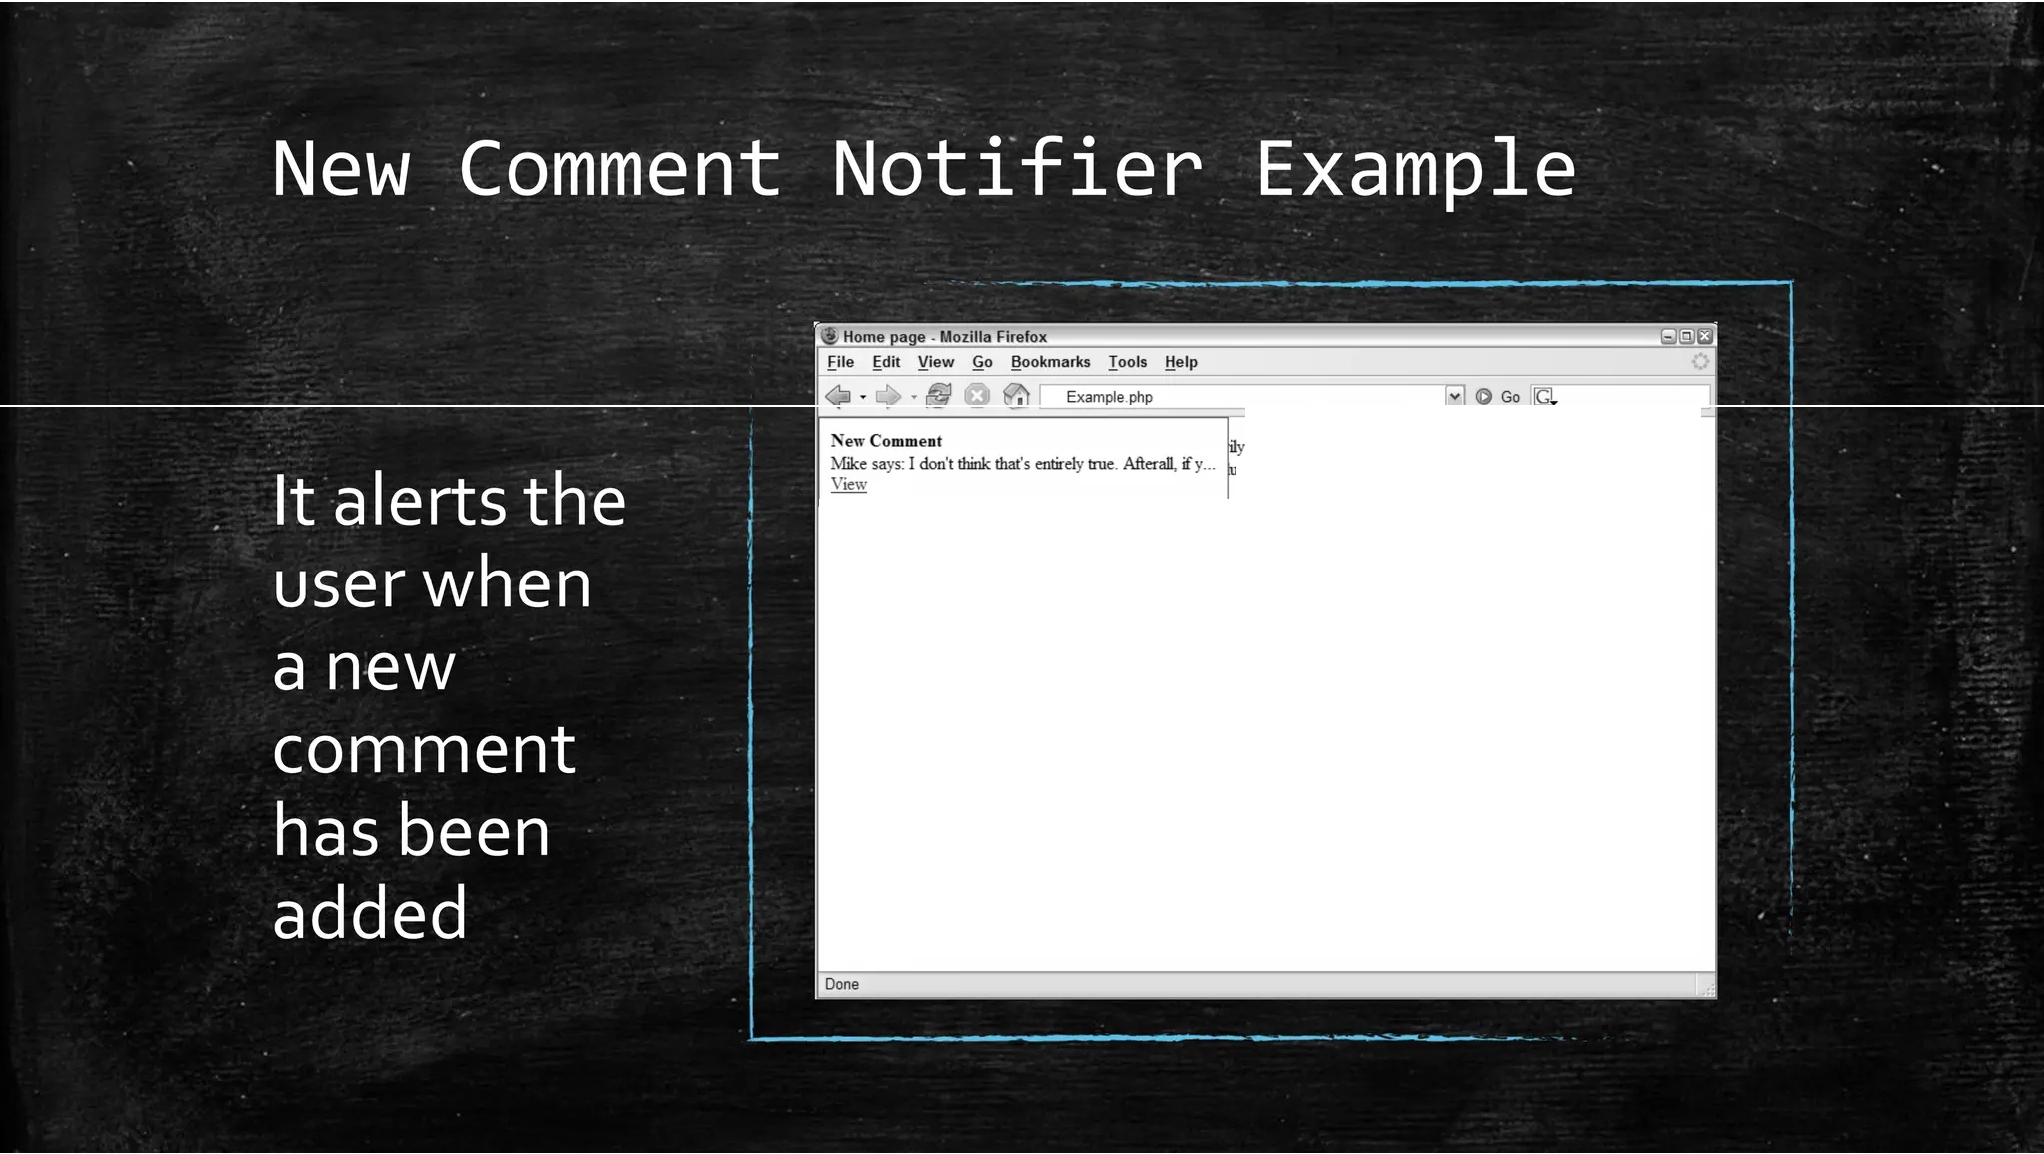 New Comment Notifier Example
It alerts the
user when
a new
comment
has been
added
Home page - Mozilla Firefox
File Edit View Go Bookmarks Tools Help
Example.php
Go
G
New Comment
Mike says: I don't think that's entirely true. Afterall, if y...
View
ily
Done